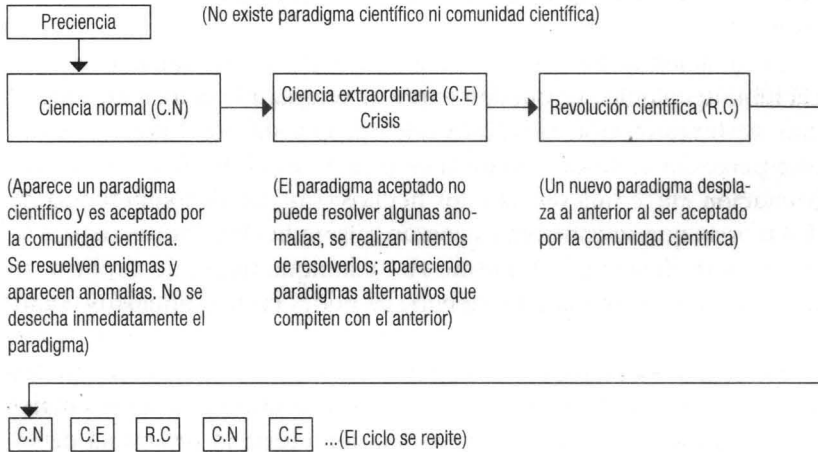 Preciencia
(No existe paradigma científico ni comunidad científica)
Ciencia normal (C.N)
Ciencia extraordinaria (C.E)
Crisis
Revolución científica (R.C)
(Aparece un paradigma
científico y es aceptado por
la comunidad científica.
Se resuelven enigmas y
aparecen anomalías. No se
desecha inmediatamente el
paradigma)
(El paradigma aceptado no
puede resolver algunas ano-
malías, se realizan intentos
de resolverlos; apareciendo
paradigmas alternativos que
compiten con el anterior)
(Un nuevo paradigma despla-
za al anterior al ser aceptado
por la comunidad científica)
C.N C.E R.C C.N C.E ...(El ciclo se repite)